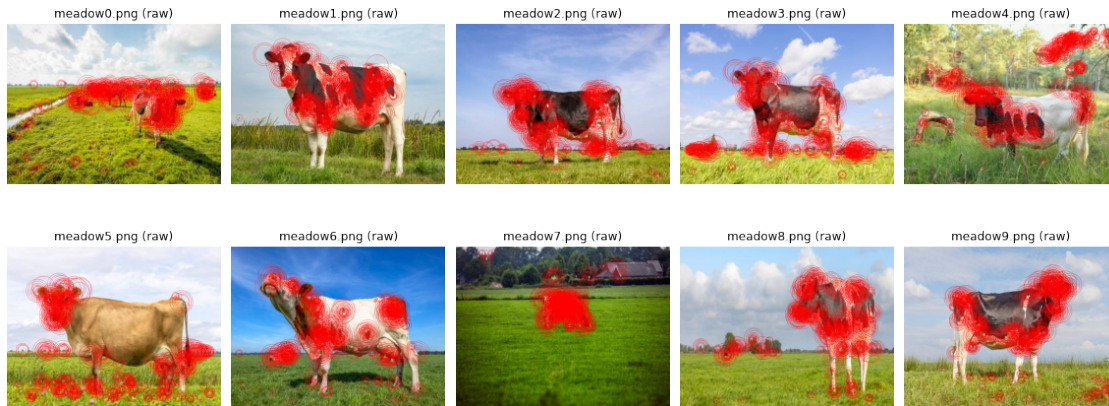 meadow0.png (raw)
meadow1.png (raw)
meadow2.png (raw)
meadow3.png (raw)
meadow4.png (raw)
meadow5.png (raw)
meadow6.png (raw)
meadow7.png (raw)
meadow8.png (raw)
meadow9.png (raw)